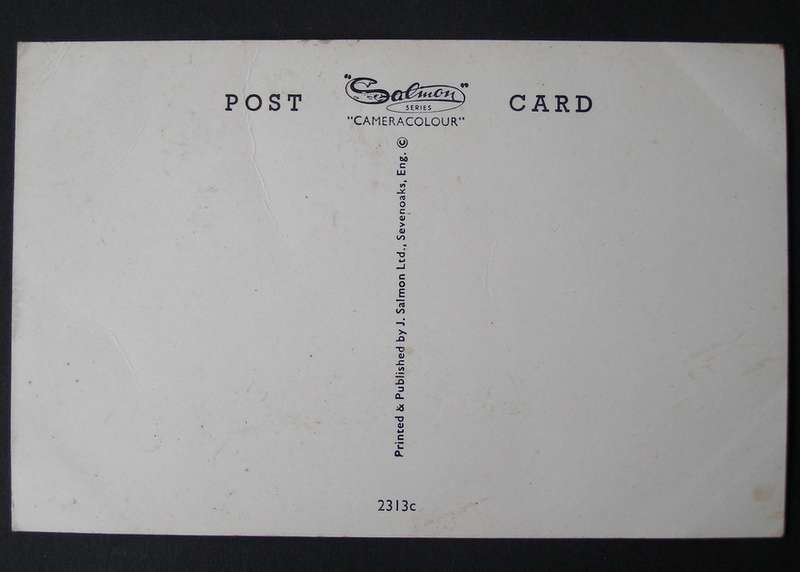 POST CARD
"Salmon"
SERIES
"CAMERACOLOUR"
Printed & Published by J. Salmon Ltd., Sevenoaks, Eng. ©
2313c